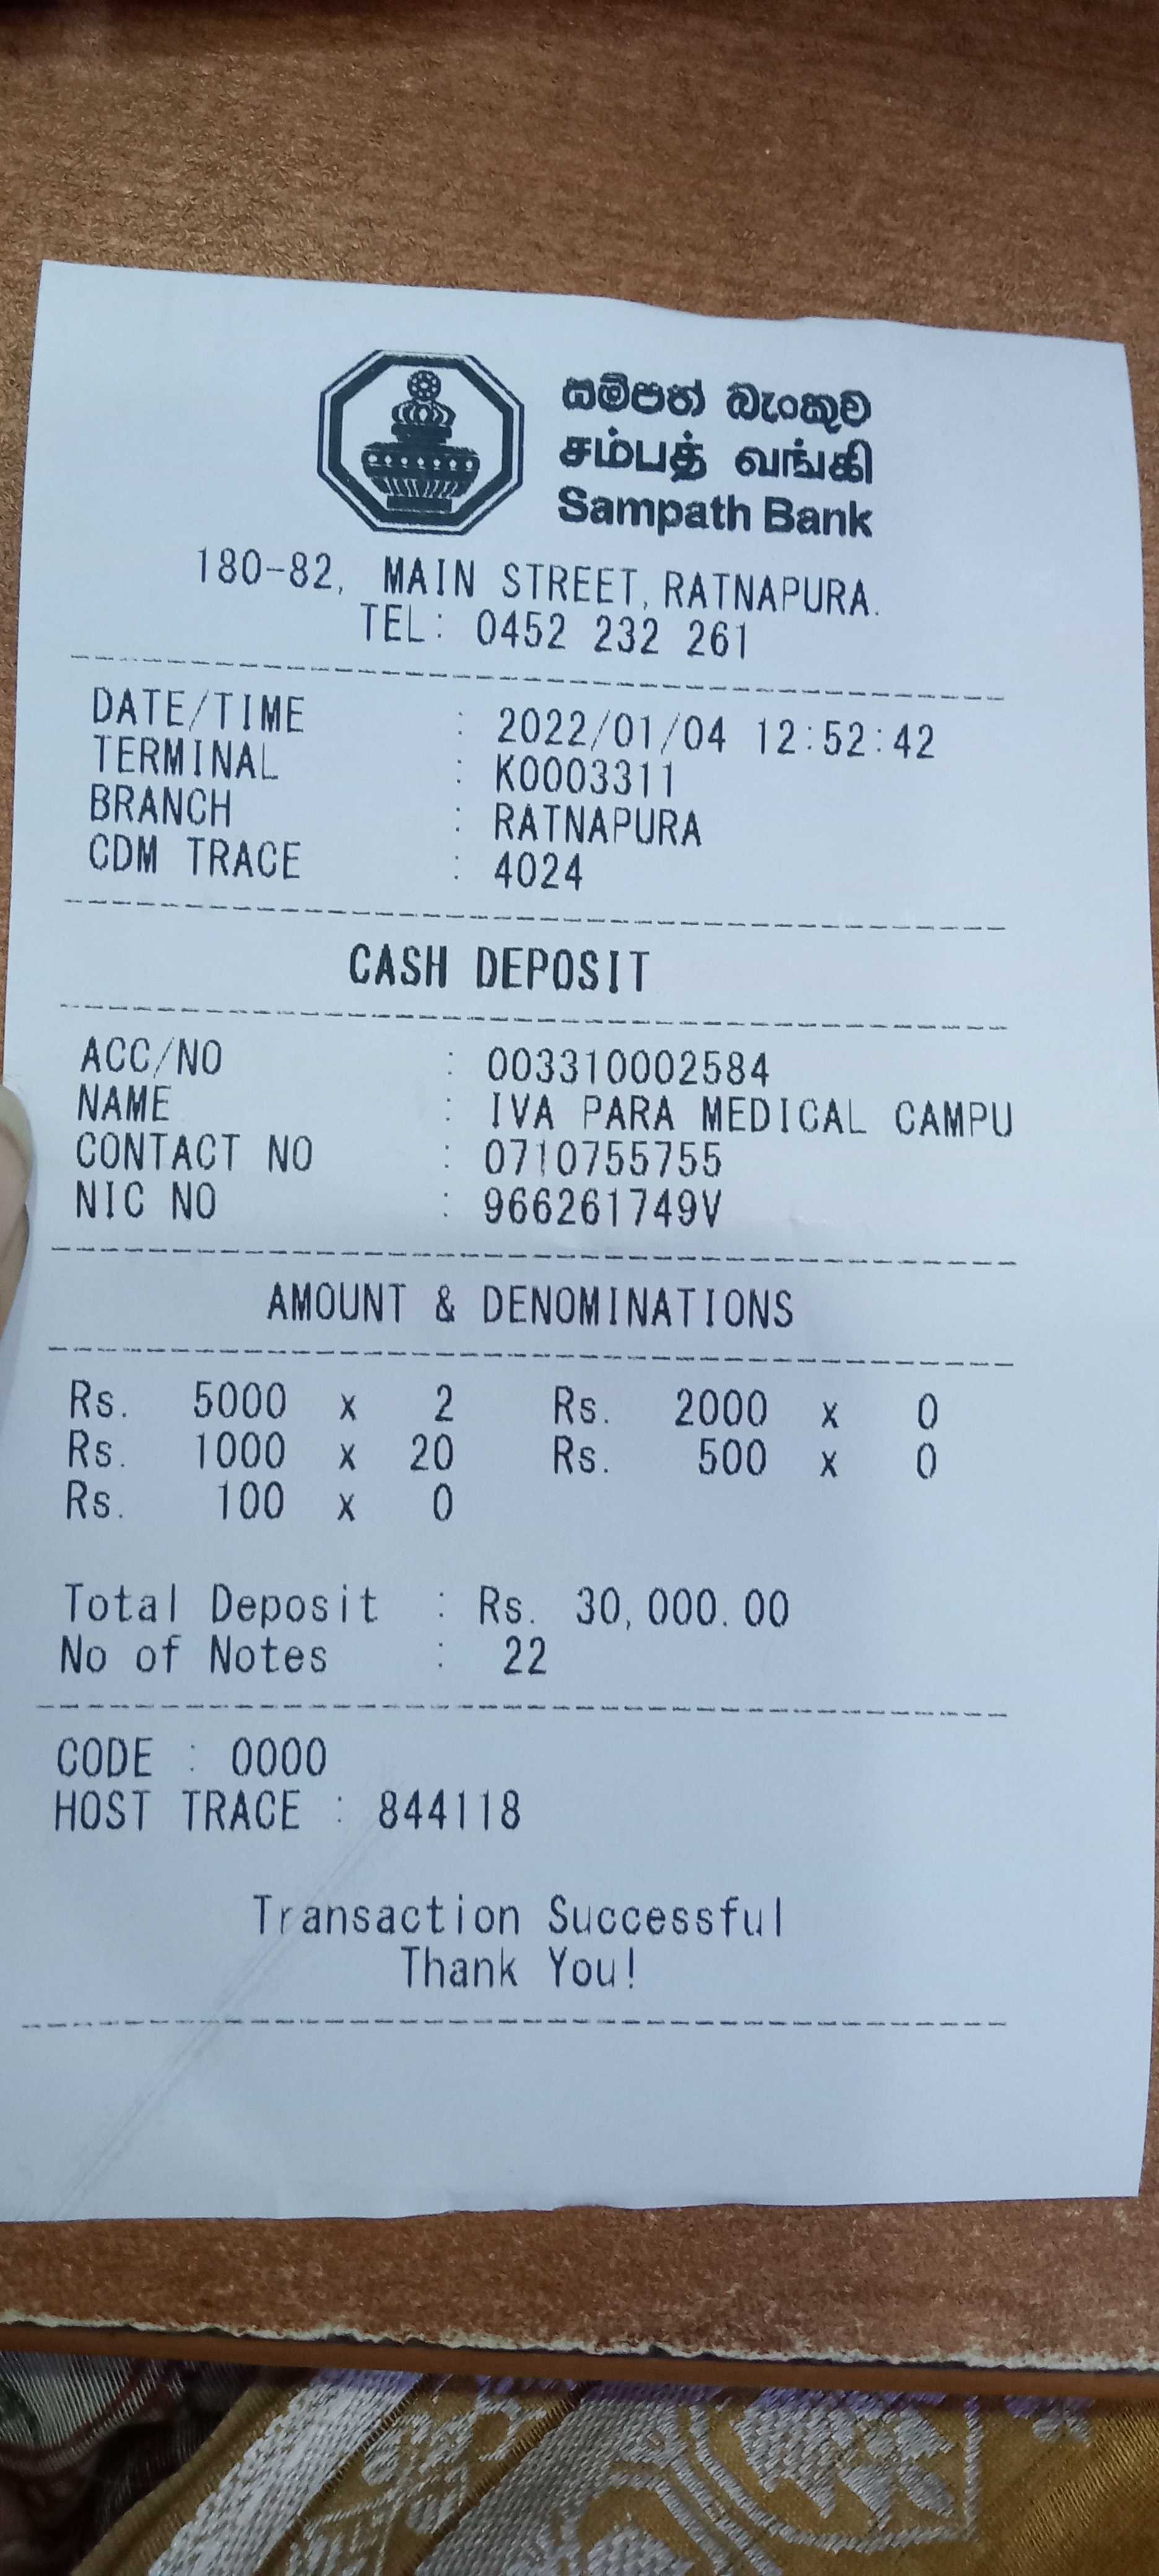 සම්පත් බැංකුව
சம்பத் வங்கி
Sampath Bank
180-82, MAIN STREET, RATNAPURA.
TEL: 0452 232 261
DATE/TIME : 2022/01/04 12:52:42
TERMINAL : K0003311
BRANCH : RATNAPURA
CDM TRACE : 4024
CASH DEPOSIT
ACC/NO : 003310002584
NAME : IVA PARA MEDICAL CAMPU
CONTACT NO : 0710755755
NIC NO : 966261749V
AMOUNT & DENOMINATIONS
Rs. 5000 x 2 Rs. 2000 x 0
Rs. 1000 x 20 Rs. 500 x 0
Rs. 100 x 0
Total Deposit : Rs. 30,000.00
No of Notes : 22
CODE : 0000
HOST TRACE : 844118
Transaction Successful
Thank You!